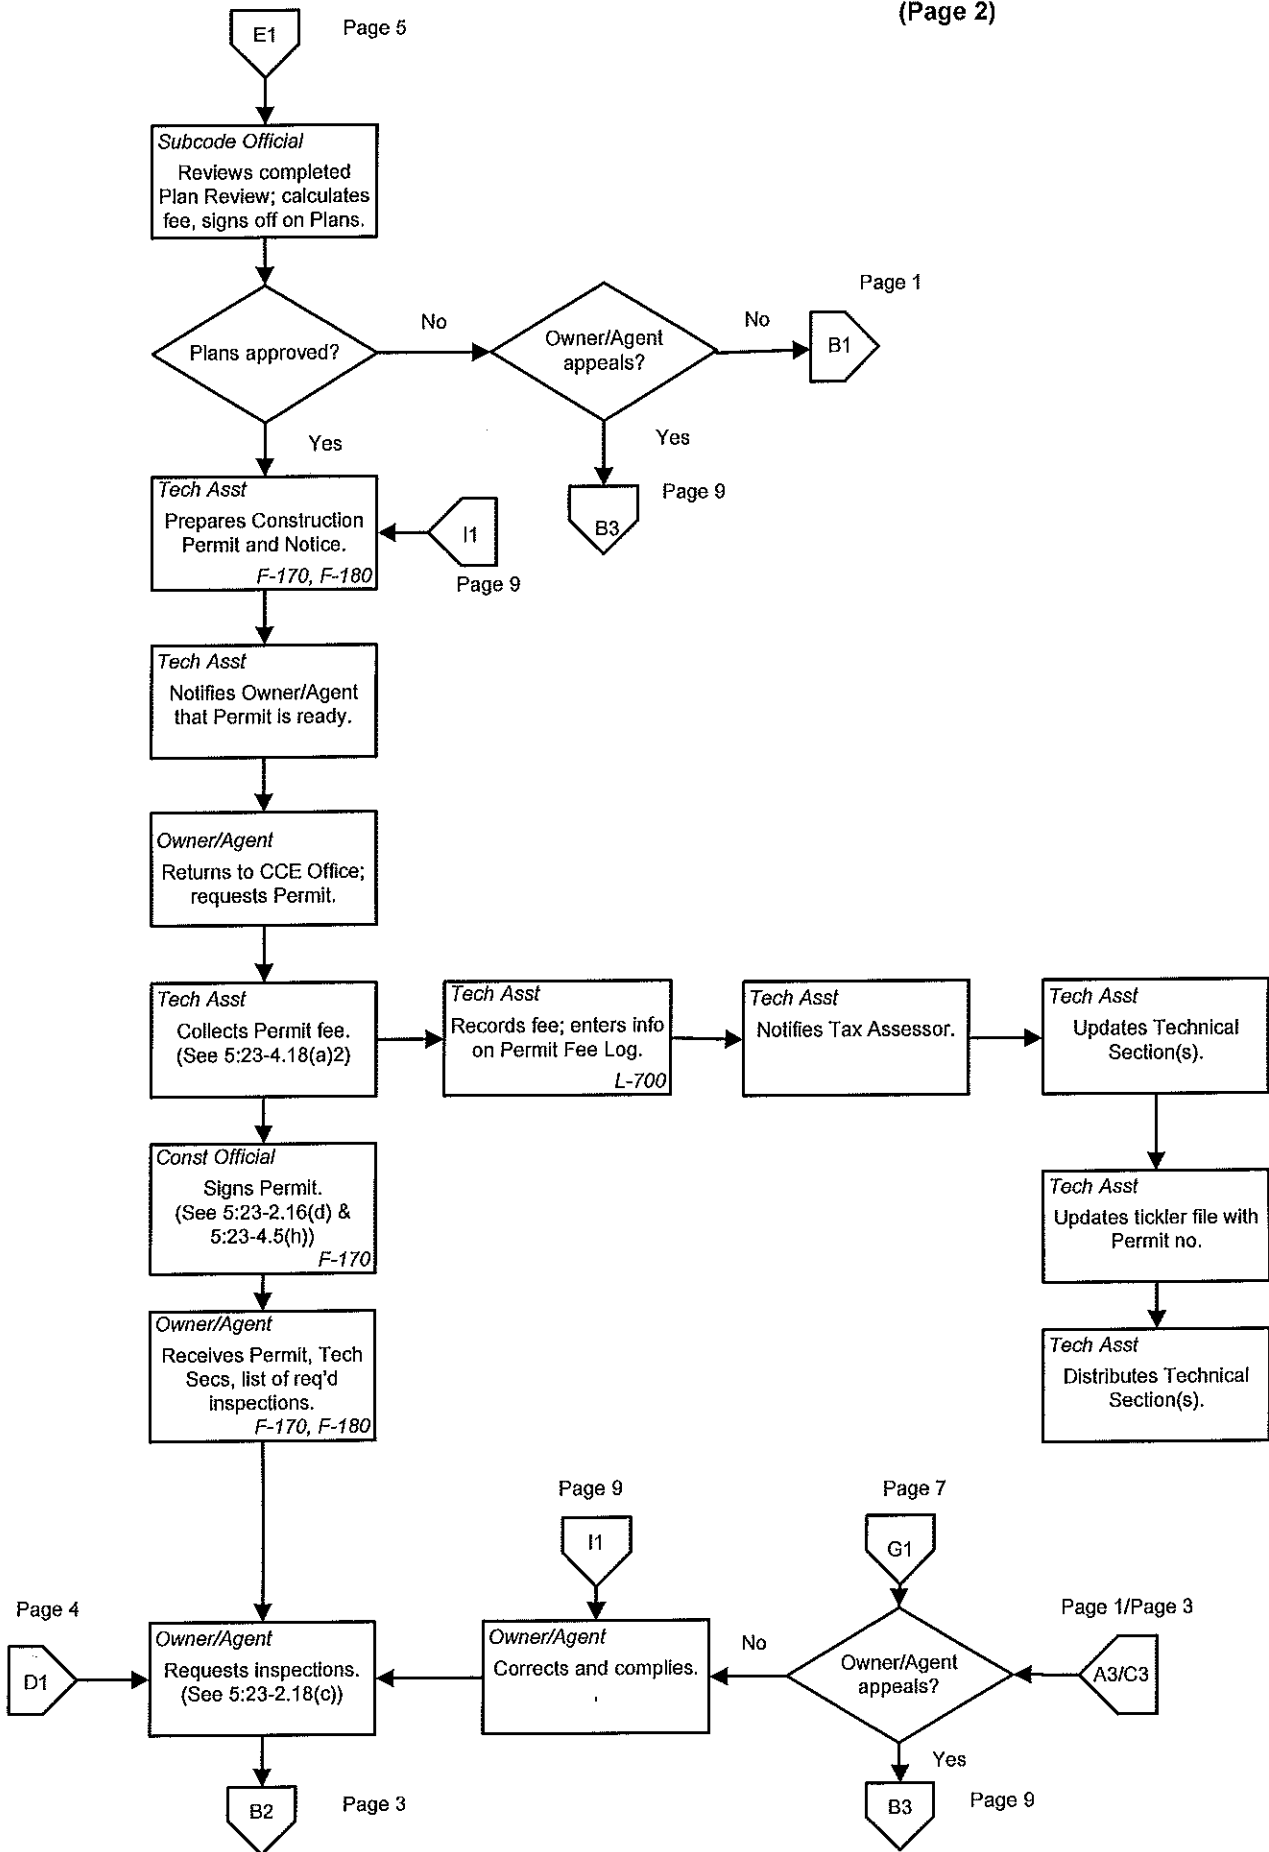 (Page 2)
E1
Page 5
Subcode Official
Reviews completed
Plan Review; calculates
fee, signs off on Plans.
Plans approved?
No
Owner/Agent
appeals?
No
Page 1
B1
Yes
Yes
Page 9
B3
Tech Asst
Prepares Construction
Permit and Notice.
F-170, F-180
I1
Page 9
Tech Asst
Notifies Owner/Agent
that Permit is ready.
Owner/Agent
Returns to CCE Office;
requests Permit.
Tech Asst
Collects Permit fee.
(See 5:23-4.18(a)2)
Tech Asst
Records fee; enters info
on Permit Fee Log.
L-700
Tech Asst
Notifies Tax Assessor.
Tech Asst
Updates Technical
Section(s).
Const Official
Signs Permit.
(See 5:23-2.16(d) &
5:23-4.5(h))
F-170
Tech Asst
Updates tickler file with
Permit no.
Owner/Agent
Receives Permit, Tech
Secs, list of req'd
inspections.
F-170, F-180
Tech Asst
Distributes Technical
Section(s).
Page 9
I1
Page 7
G1
Page 4
D1
Owner/Agent
Requests inspections.
(See 5:23-2.18(c))
Owner/Agent
Corrects and complies.
No
Owner/Agent
appeals?
Page 1/Page 3
A3/C3
Yes
B2
Page 3
B3
Page 9